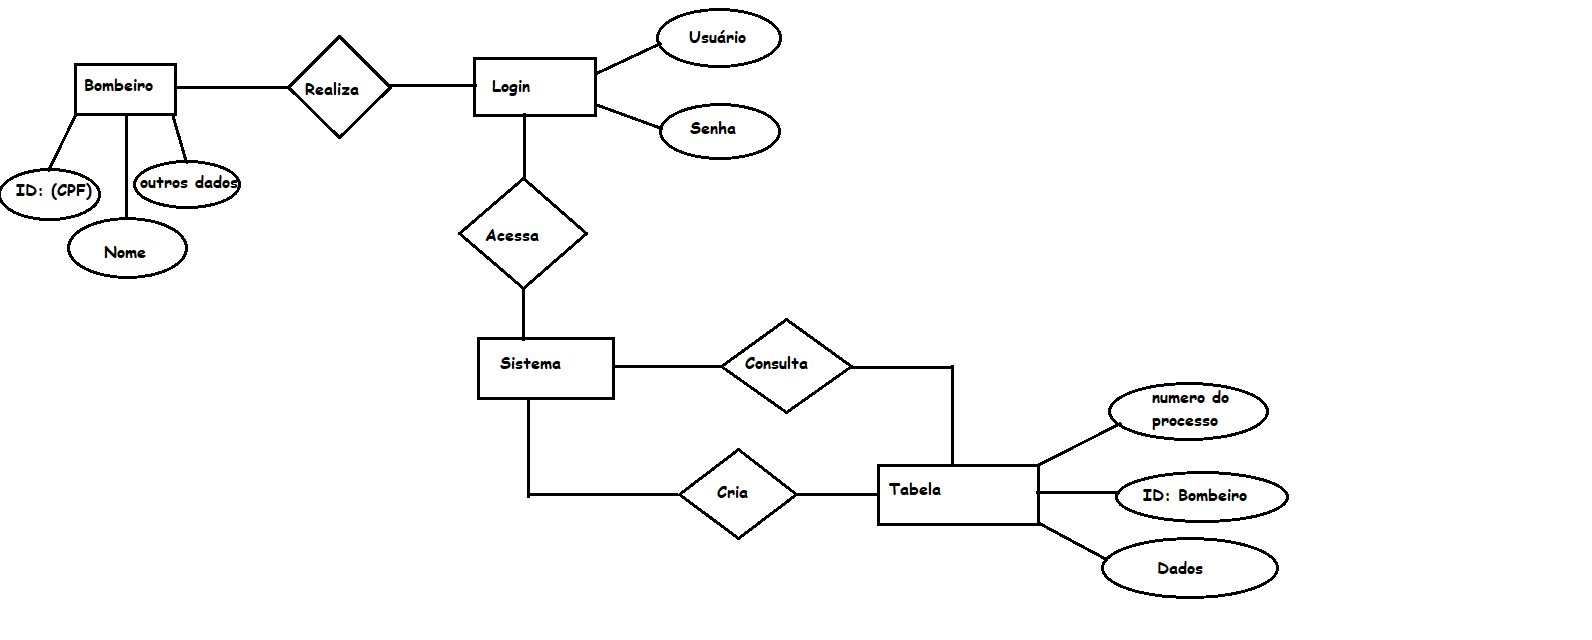 Usuário
Bombeiro
Realiza
Login
Senha
ID: (CPF)
outros dados
Nome
Acessa
Sistema
Consulta
numero do
processo
Cria
Tabela
ID: Bombeiro
Dados